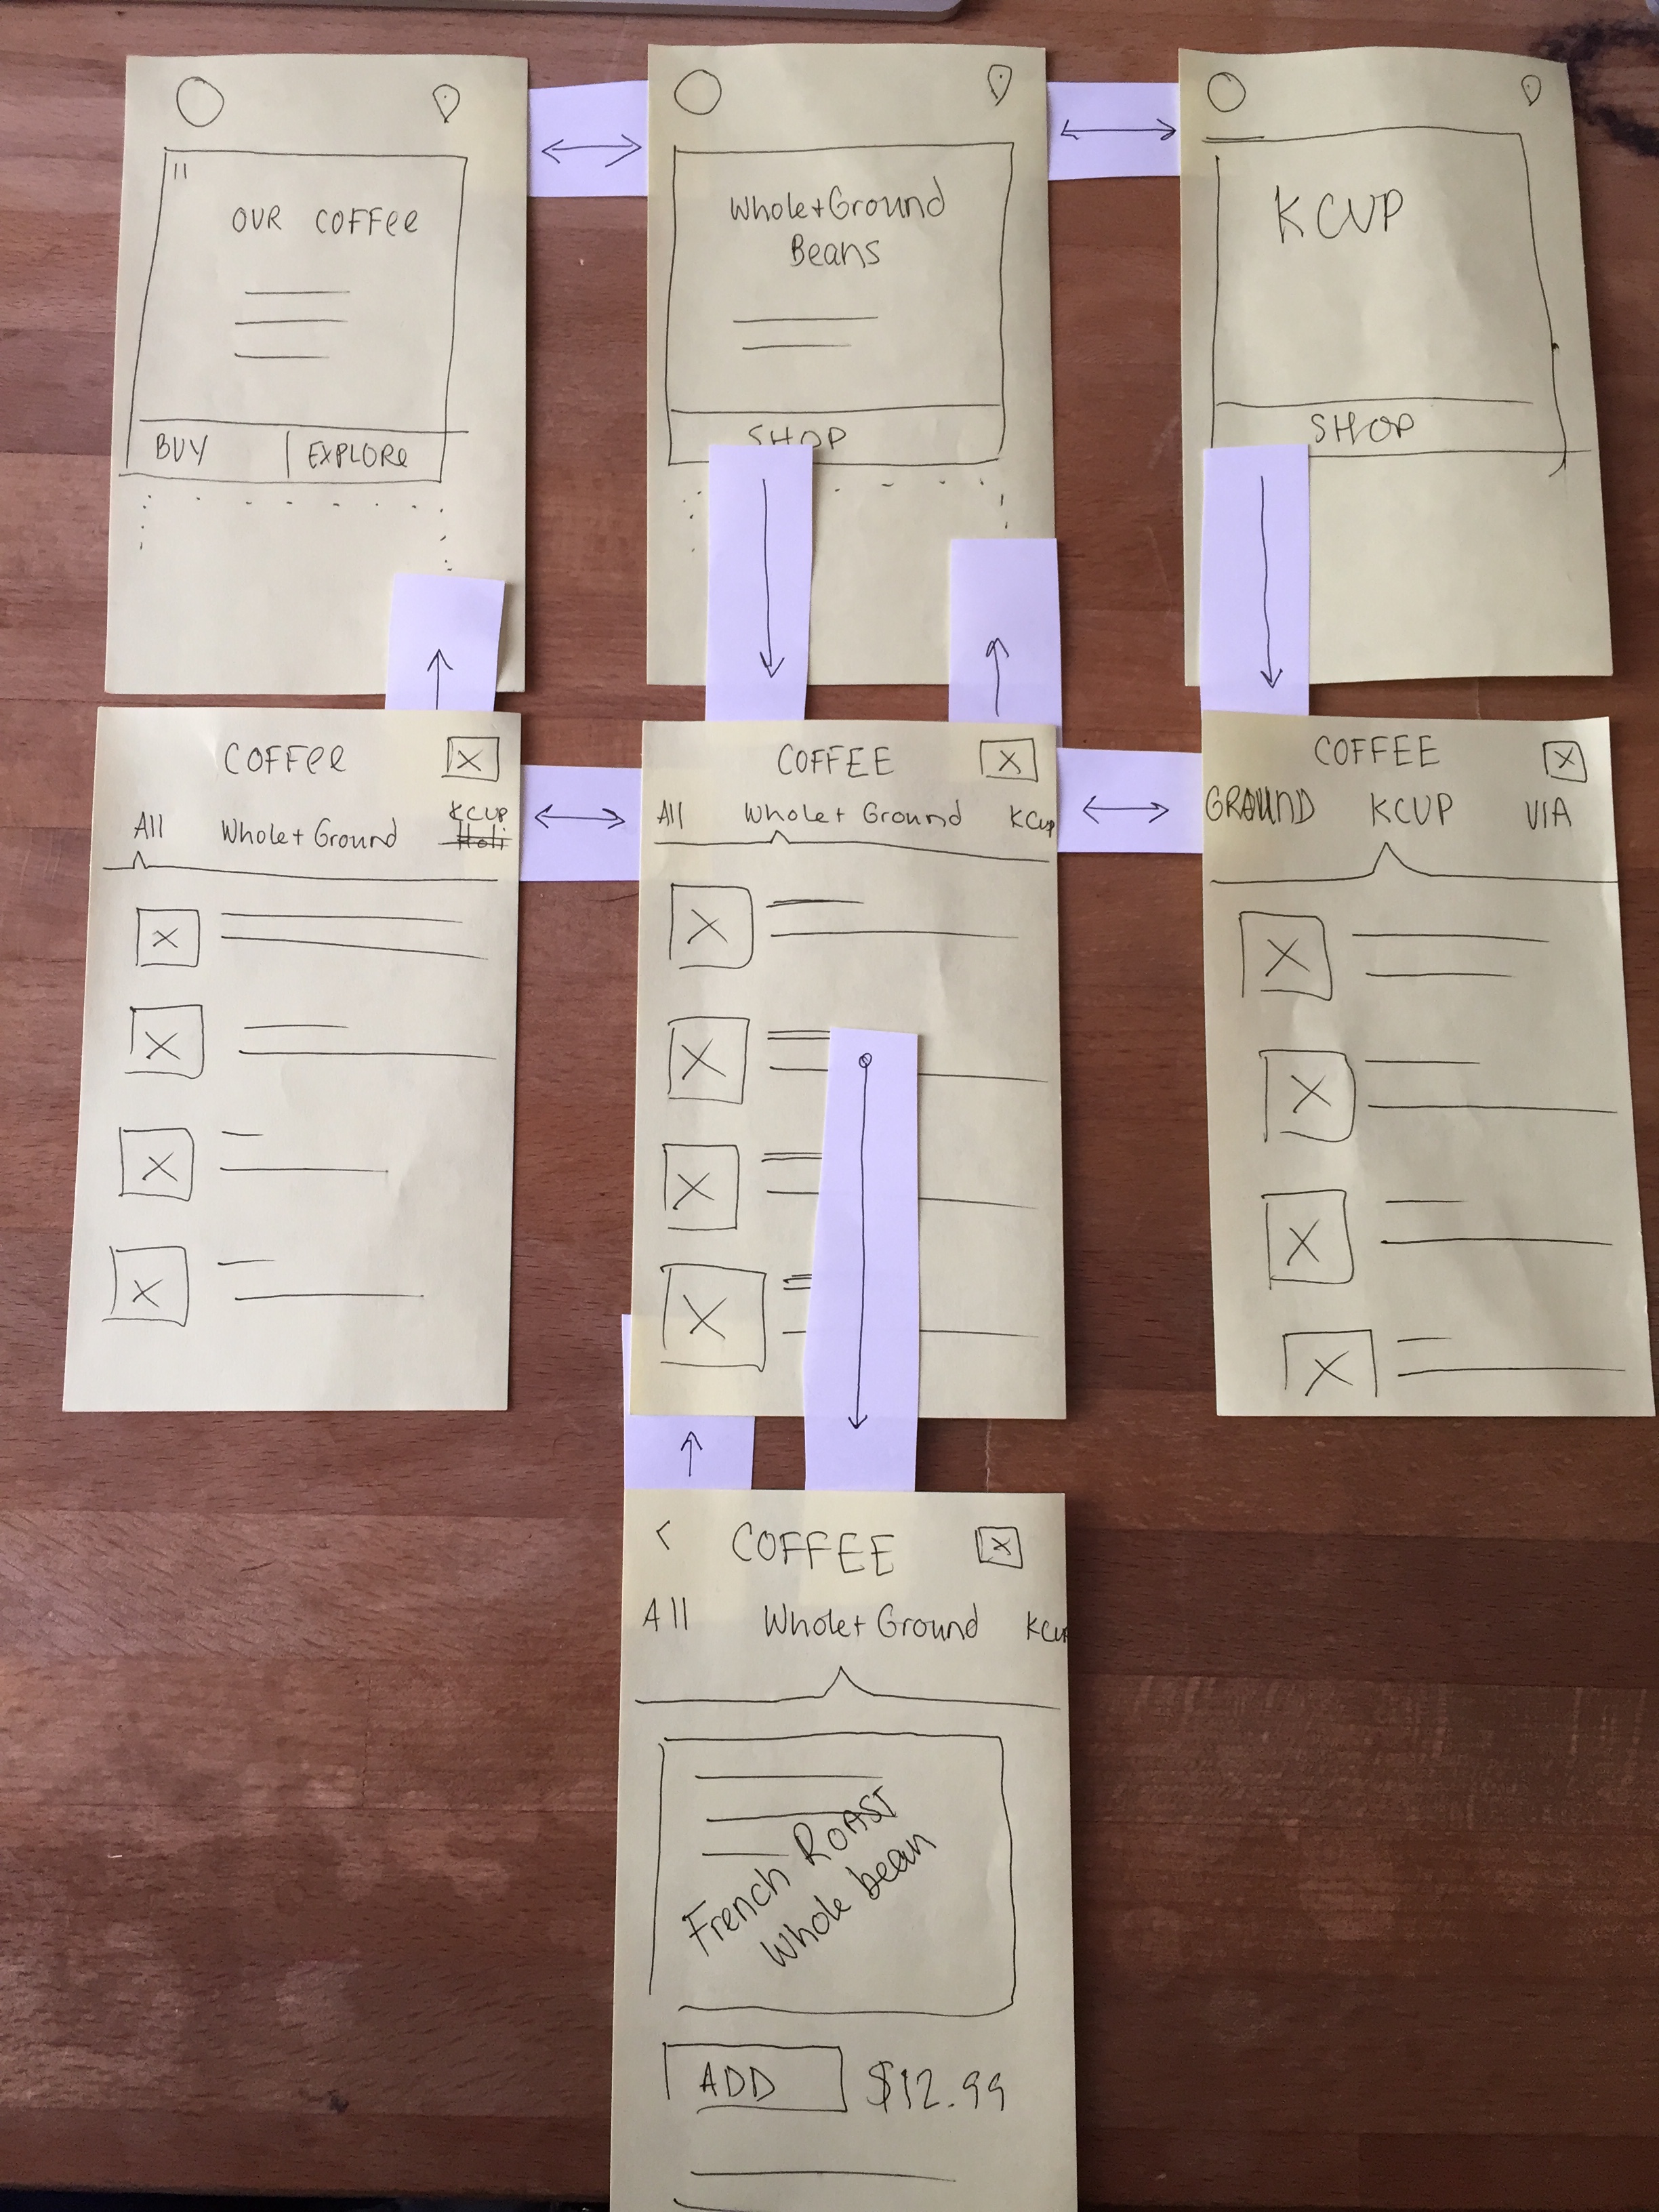 OUR COFFee
BUY | EXPLORe
Whole+Ground
Beans
SHOP
KCUP
SHOP
COFFee X
All Whole+Ground KCUP
Holi
COFFEE X
All Whole+Ground KCup
COFFEE X
GROUND KCUP VIA
< COFFEE X
All Whole+Ground KCu
French ROAST
Whole bean
ADD $12.99